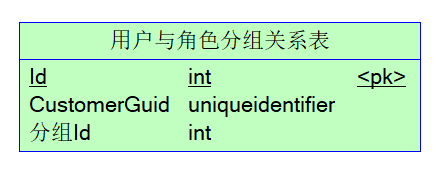 用户与角色分组关系表
Id int <pk>
CustomerGuid uniqueidentifier
分组Id int